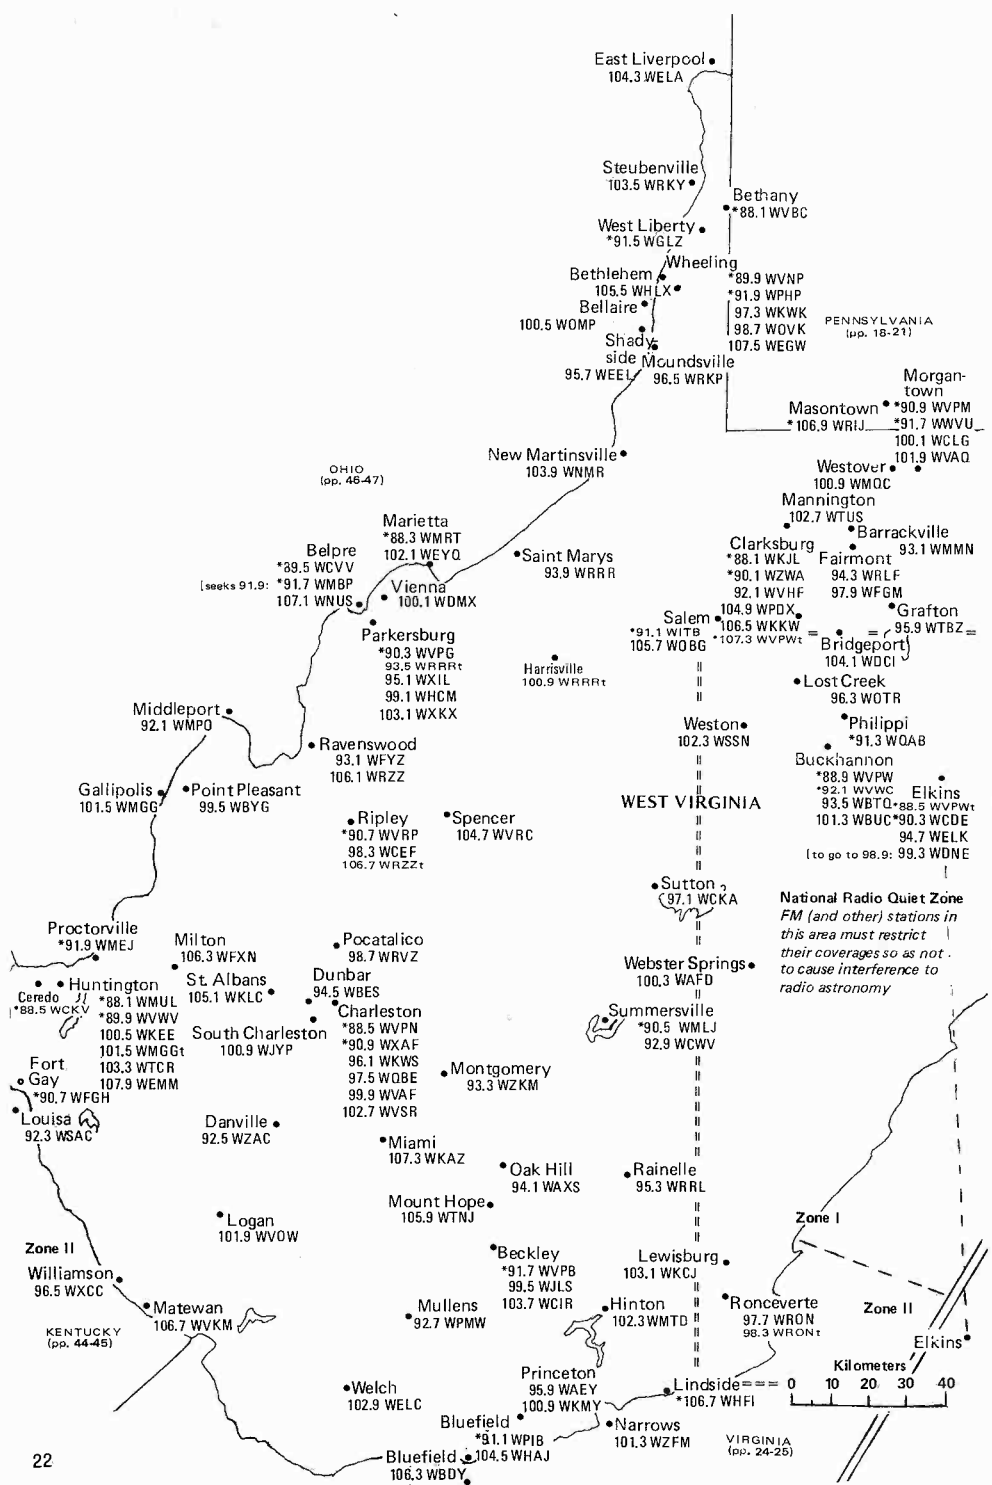 East Liverpool
104.3 WELA
Steubenville
103.5 WRKY
Bethany
*88.1 WVBC
West Liberty
*91.5 WGLZ
Wheeling
*89.9 WVNP
*91.9 WPHP
97.3 WKWK
98.7 WOVK
107.5 WEGW
Bethlehem
105.5 WHLX
Bellaire
100.5 WOMP
PENNSYLVANIA
(pp. 18-21)
Shady-
side
95.7 WEEL
Moundsville
96.5 WRKP
Morgan-
town
*90.9 WVPM
*91.7 WWVU
100.1 WCLG
101.9 WVAQ
Masontown
*106.9 WRIJ
New Martinsville
103.9 WNMR
OHIO
(pp. 46-47)
Westover
100.9 WMQC
Mannington
102.7 WTUS
Barrackville
93.1 WMMN
Marietta
*88.3 WMRT
102.1 WEYQ
Belpre
*89.5 WCVV
[seeks 91.9: *91.7 WMBP
107.1 WNUS
Vienna
100.1 WDMX
Saint Marys
93.9 WRRR
Clarksburg
*88.1 WKJL
*90.1 WZWA
92.1 WVHF
104.9 WPDX
106.5 WKKW
*107.3 WVPWt
Fairmont
94.3 WRLF
97.9 WFGM
Grafton
95.9 WTBZ
Salem
*91.1 WITB
105.7 WOBG
Bridgeport
104.1 WDCI
Parkersburg
*90.3 WVPG
93.5 WRRRt
95.1 WXIL
99.1 WHCM
103.1 WXKX
Harrisville
100.9 WRRRt
Lost Creek
96.3 WOTR
Middleport
92.1 WMPO
Weston
102.3 WSSN
Philippi
*91.3 WQAB
Ravenswood
93.1 WFYZ
106.1 WRZZ
Buckhannon
*88.9 WVPW
*92.1 WVWC
93.5 WBTQ
101.3 WBUC
Elkins
*88.5 WVPWt
*90.3 WCDE
94.7 WELK
[to go to 98.9: 99.3 WDNE
Gallipolis
101.5 WMGG
Point Pleasant
99.5 WBYG
WEST VIRGINIA
Ripley
*90.7 WVRP
98.3 WCEF
106.7 WRZZt
Spencer
104.7 WVRC
Sutton
97.1 WCKA
National Radio Quiet Zone
FM (and other) stations in
this area must restrict
their coverages so as not
to cause interference to
radio astronomy
Proctorville
*91.9 WMEJ
Milton
106.3 WFXN
Pocatalico
98.7 WRVZ
Webster Springs
100.3 WAFD
Ceredo
*88.5 WCKV
Huntington
*88.1 WMUL
*89.9 WVWV
100.5 WKEE
101.5 WMGGt
103.3 WTCR
107.9 WEMM
St. Albans
105.1 WKLC
Dunbar
94.5 WBES
South Charleston
100.9 WJYP
Charleston
*88.5 WVPN
*90.9 WXAF
96.1 WKWS
97.5 WQBE
99.9 WVAF
102.7 WVSR
Summersville
*90.5 WMLJ
92.9 WCWV
Fort
Gay
*90.7 WFGH
Montgomery
93.3 WZKM
Louisa
92.3 WSAC
Danville
92.5 WZAC
Miami
107.3 WKAZ
Oak Hill
94.1 WAXS
Rainelle
95.3 WRRL
Mount Hope
105.9 WTNJ
Logan
101.9 WVOW
Zone I
Zone II
Beckley
*91.7 WVPB
99.5 WJLS
103.7 WCIR
Lewisburg
103.1 WKCJ
Williamson
96.5 WXCC
Matewan
106.7 WVKM
Mullens
92.7 WPMW
Hinton
102.3 WMTD
Ronceverte
97.7 WRON
98.3 WRONt
Zone II
Elkins
KENTUCKY
(pp. 44-45)
Kilometers
0 10 20 30 40
Princeton
95.9 WAEY
100.9 WKMY
Lindside
*106.7 WHFI
Welch
102.9 WELC
Bluefield
*91.1 WPIB
104.5 WHAJ
Narrows
101.3 WZFM
VIRGINIA
(pp. 24-25)
Bluefield
106.3 WBDY
22